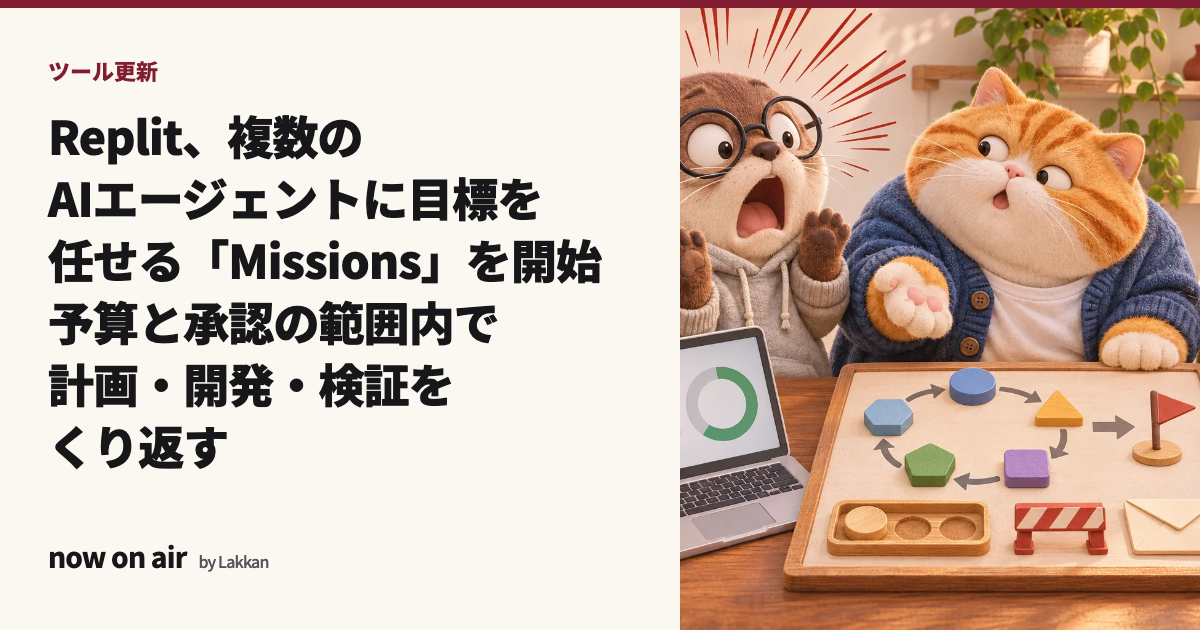 ツール更新
Replit、複数の
AIエージェントに目標を
任せる「Missions」を開始
予算と承認の範囲内で
計画・開発・検証を
くり返す
now on air by Lakkan